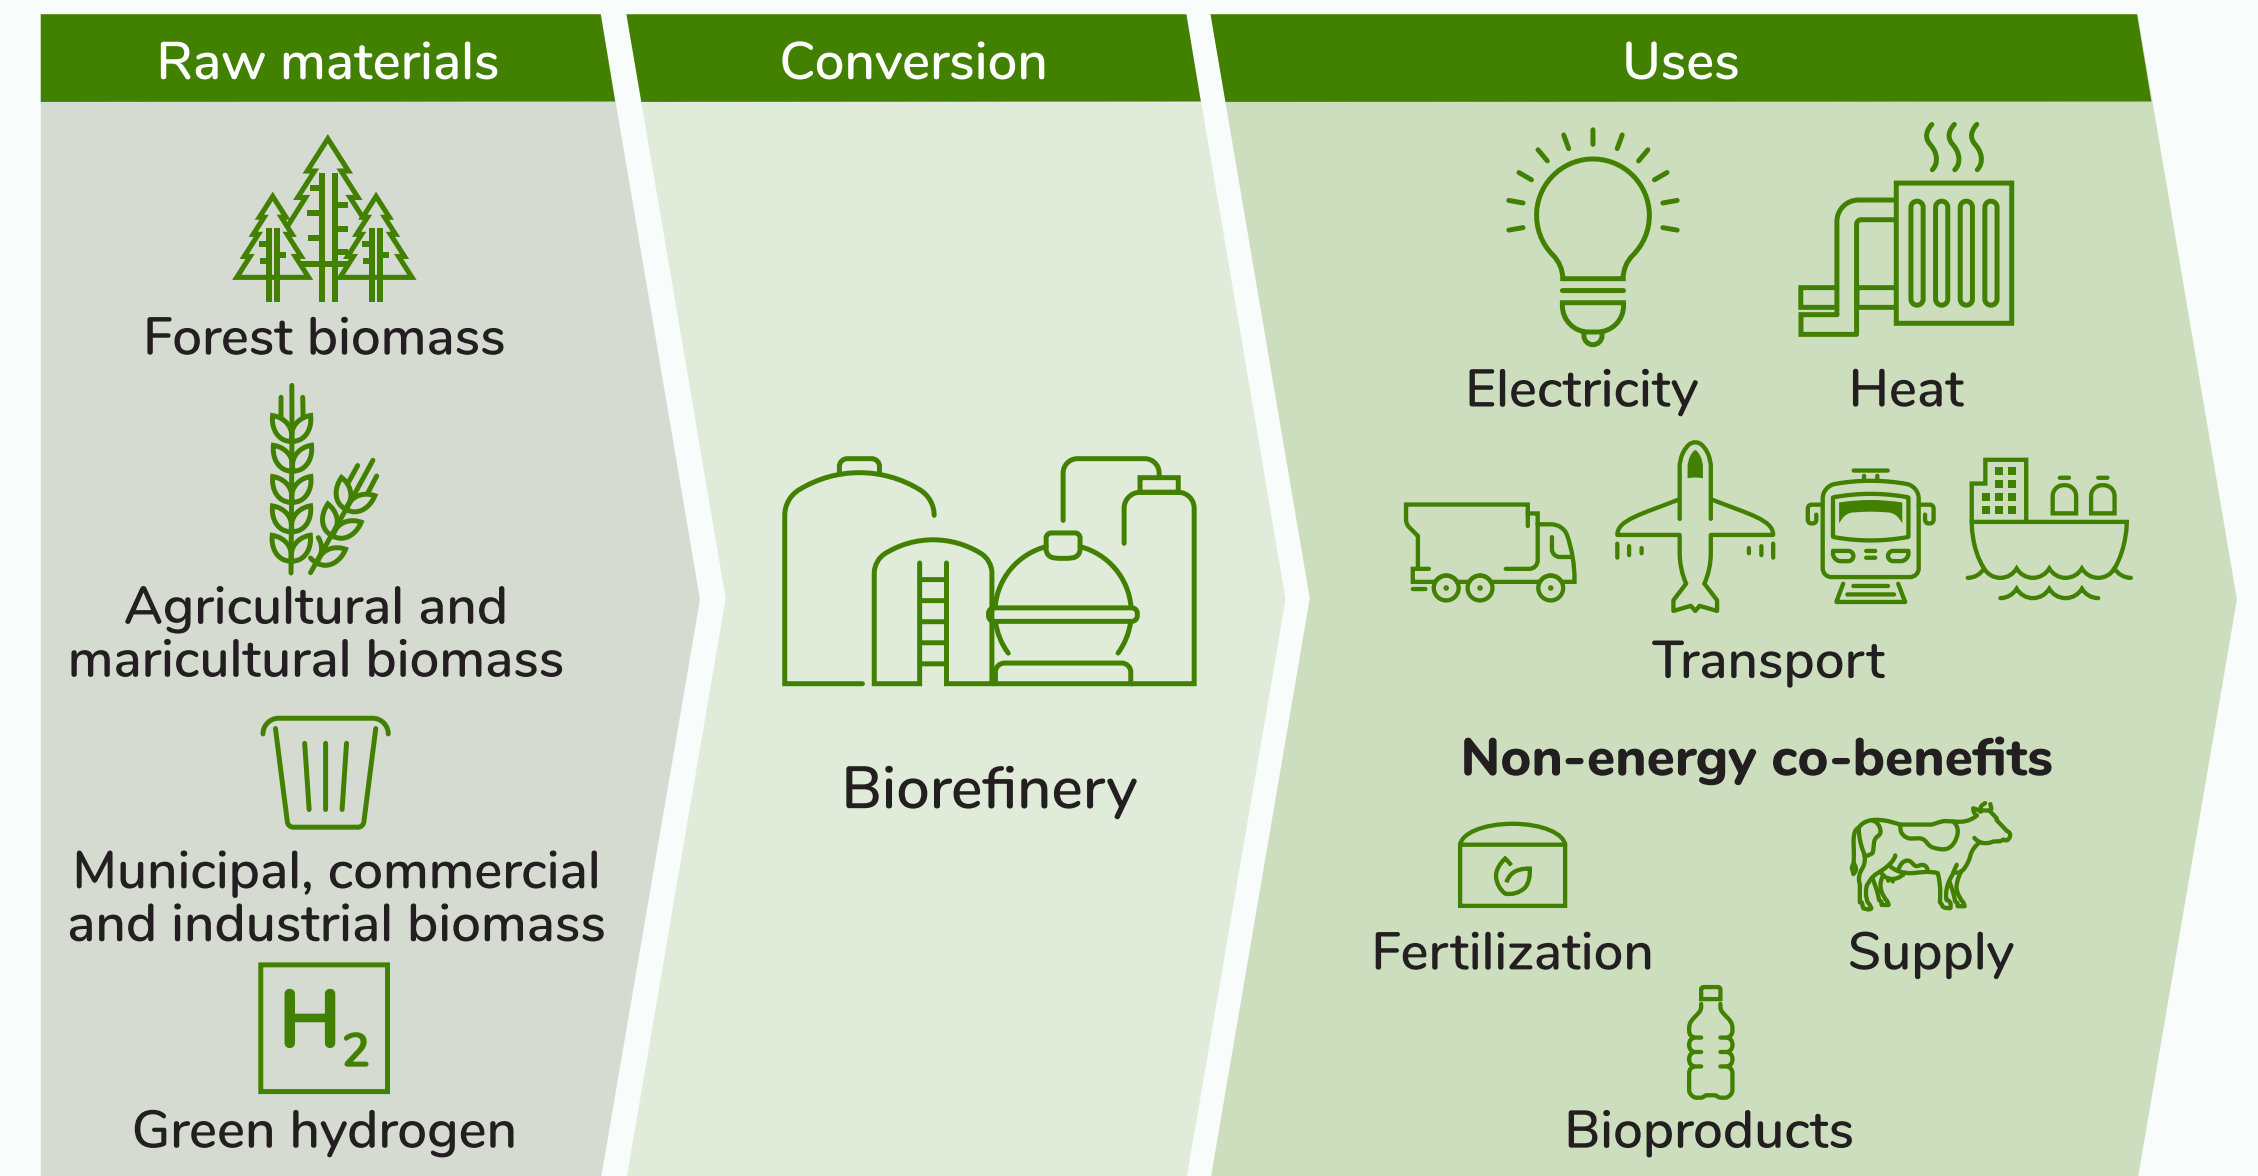 Raw materials
Forest biomass
Agricultural and
maricultural biomass
Municipal, commercial
and industrial biomass
H2
Green hydrogen
Conversion
Biorefinery
Uses
Electricity
Heat
Transport
Non-energy co-benefits
Fertilization
Supply
Bioproducts